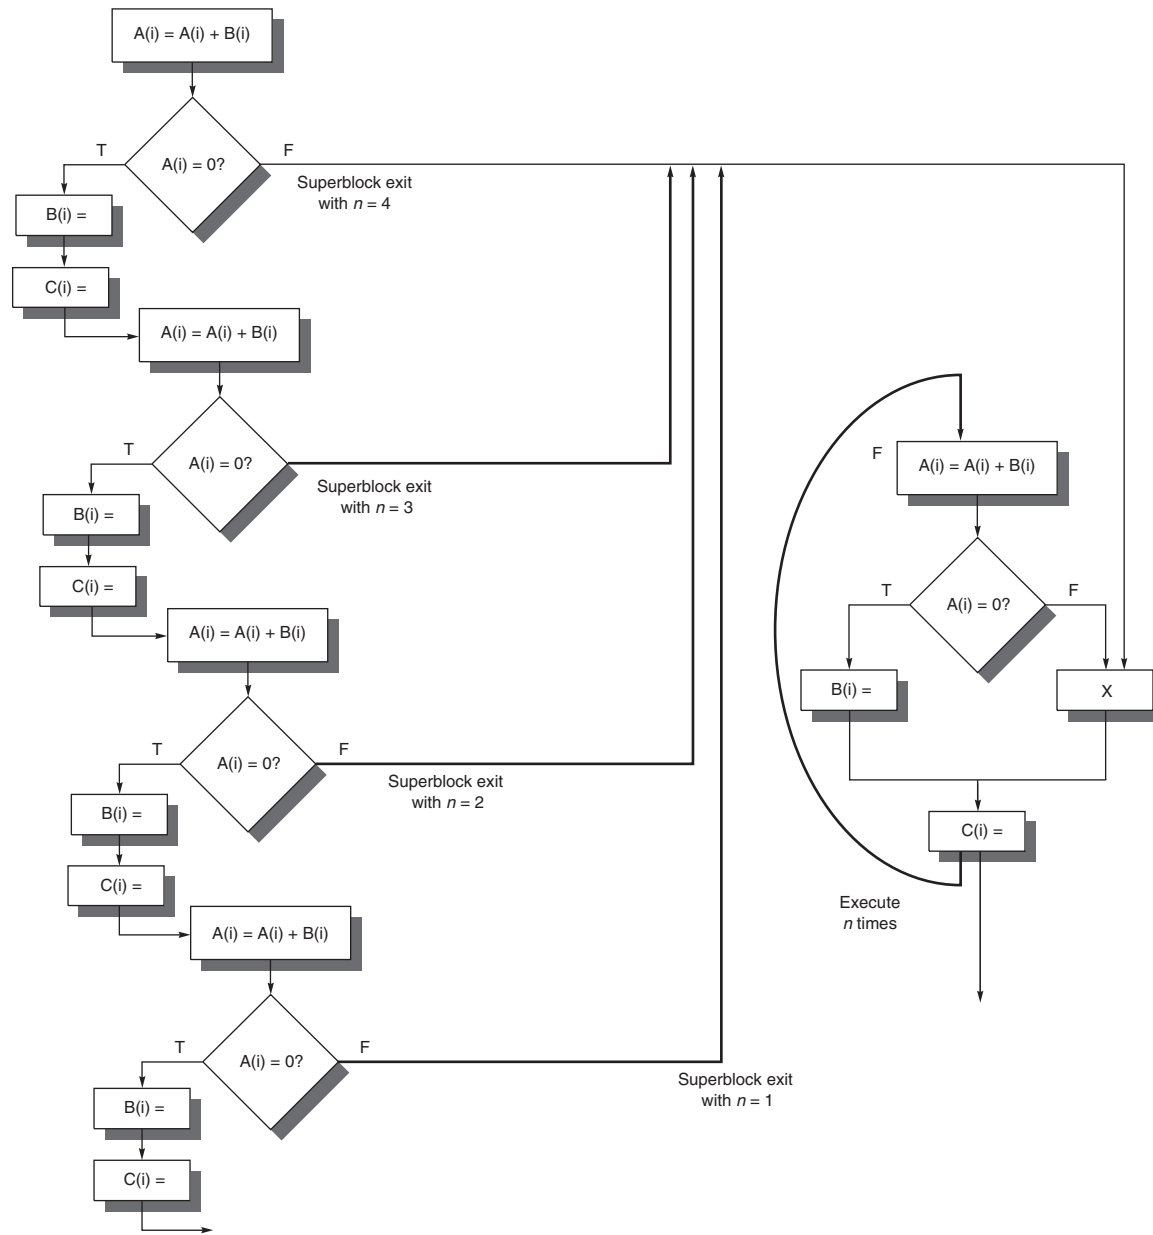 A(i) = A(i) + B(i)
T
A(i) = 0?
F
Superblock exit
with n = 4
B(i) =
C(i) =
A(i) = A(i) + B(i)
T
A(i) = 0?
Superblock exit
with n = 3
B(i) =
C(i) =
A(i) = A(i) + B(i)
T
A(i) = 0?
F
Superblock exit
with n = 2
B(i) =
C(i) =
A(i) = A(i) + B(i)
T
A(i) = 0?
F
Superblock exit
with n = 1
B(i) =
C(i) =
F
A(i) = A(i) + B(i)
T
A(i) = 0?
F
B(i) =
X
C(i) =
Execute
n times